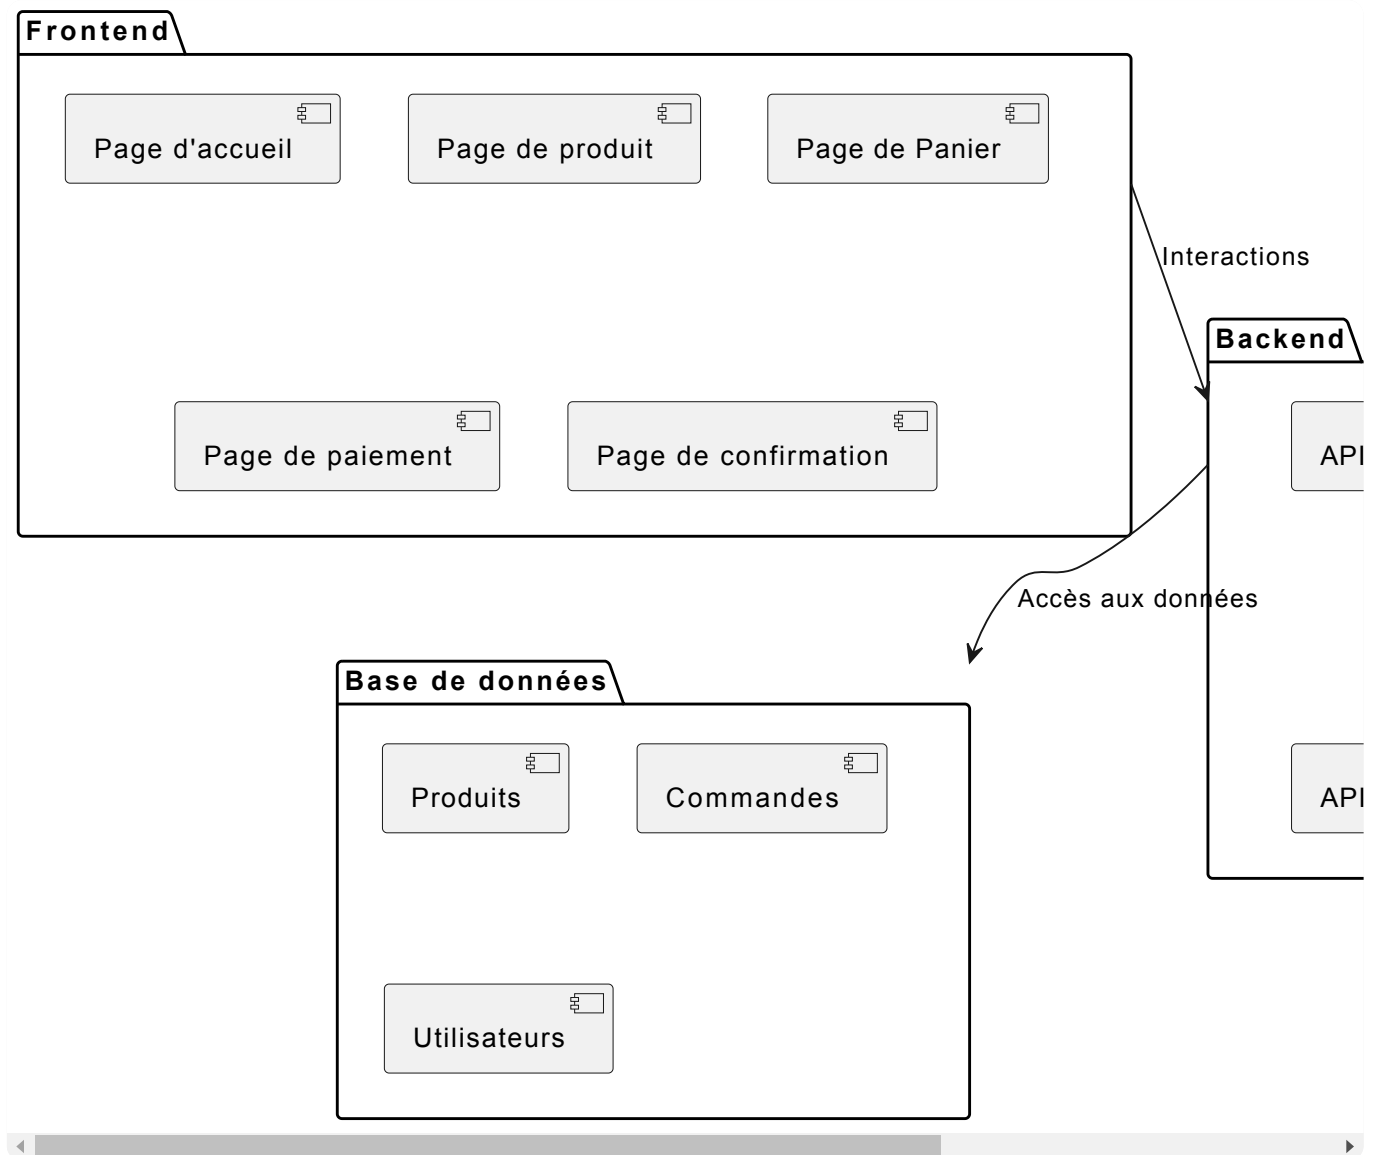 Frontend
Page d'accueil
Page de produit
Page de Panier
Interactions
Backend
Page de paiement
Page de confirmation
API
Accès aux données
Base de données
Produits
Commandes
API
Utilisateurs